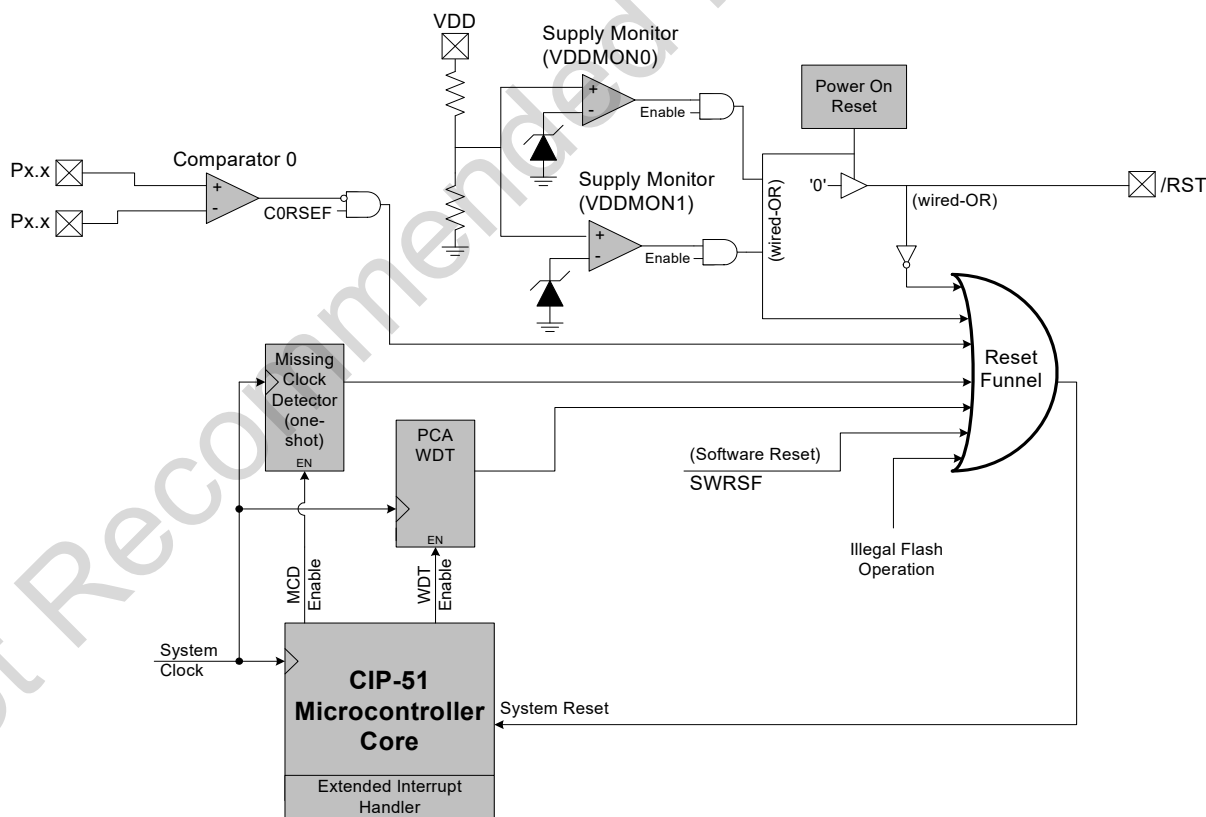 VDD
Supply Monitor
(VDDMON0)
+
-
Enable
Power On
Reset
Px.x
Px.x
Comparator 0
+
-
C0RSEF
Supply Monitor
(VDDMON1)
+
-
Enable
(wired-OR)
'0'
(wired-OR)
/RST
Reset
Funnel
Missing
Clock
Detector
(one-
shot)
EN
PCA
WDT
EN
(Software Reset)
SWRSF
Illegal Flash
Operation
MCD
Enable
WDT
Enable
System
Clock
CIP-51
Microcontroller
Core
System Reset
Extended Interrupt
Handler
Recommended